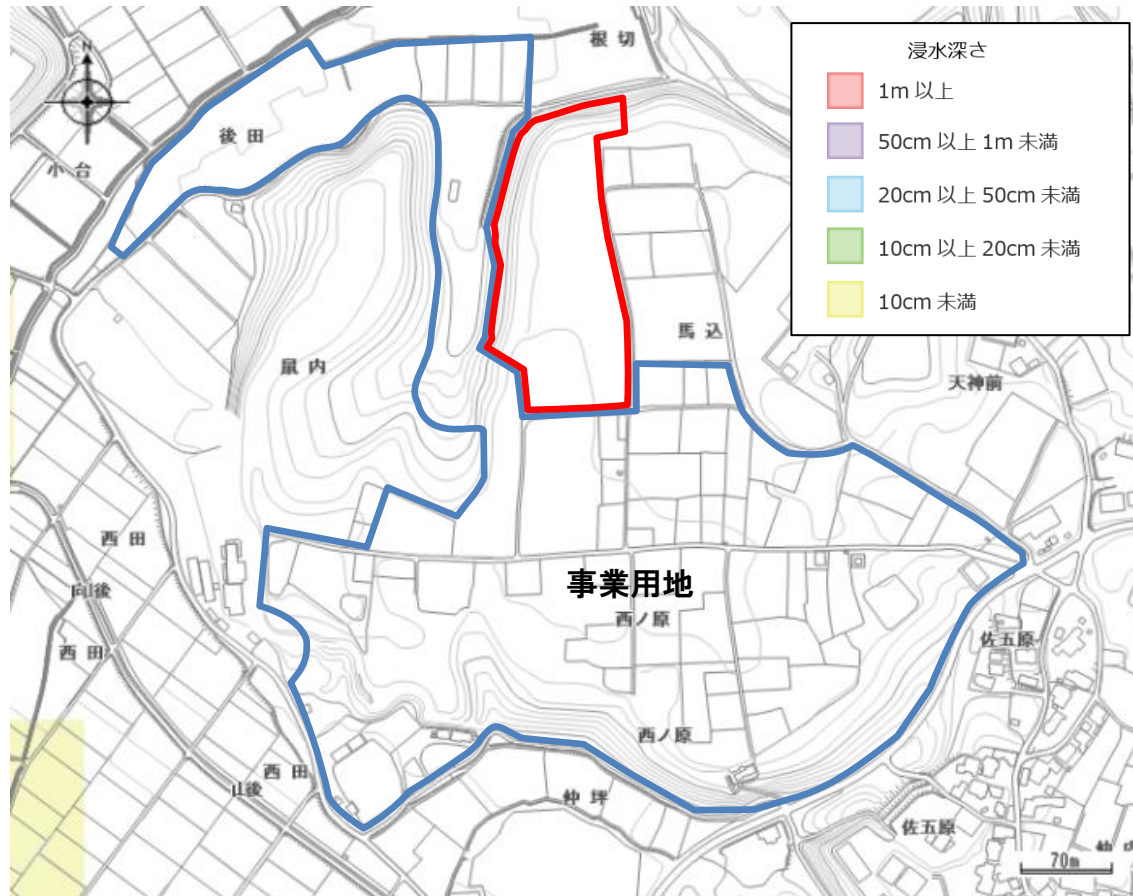 N
根切
後田
小台
浸水深さ
1m 以上
50cm 以上 1m 未満
20cm 以上 50cm 未満
10cm 以上 20cm 未満
10cm 未満
馬込
鼠内
天神前
西田
向後
西田
事業用地
西ノ原
佐五原
西ノ原
西田
山後
仲坪
佐五原
70m